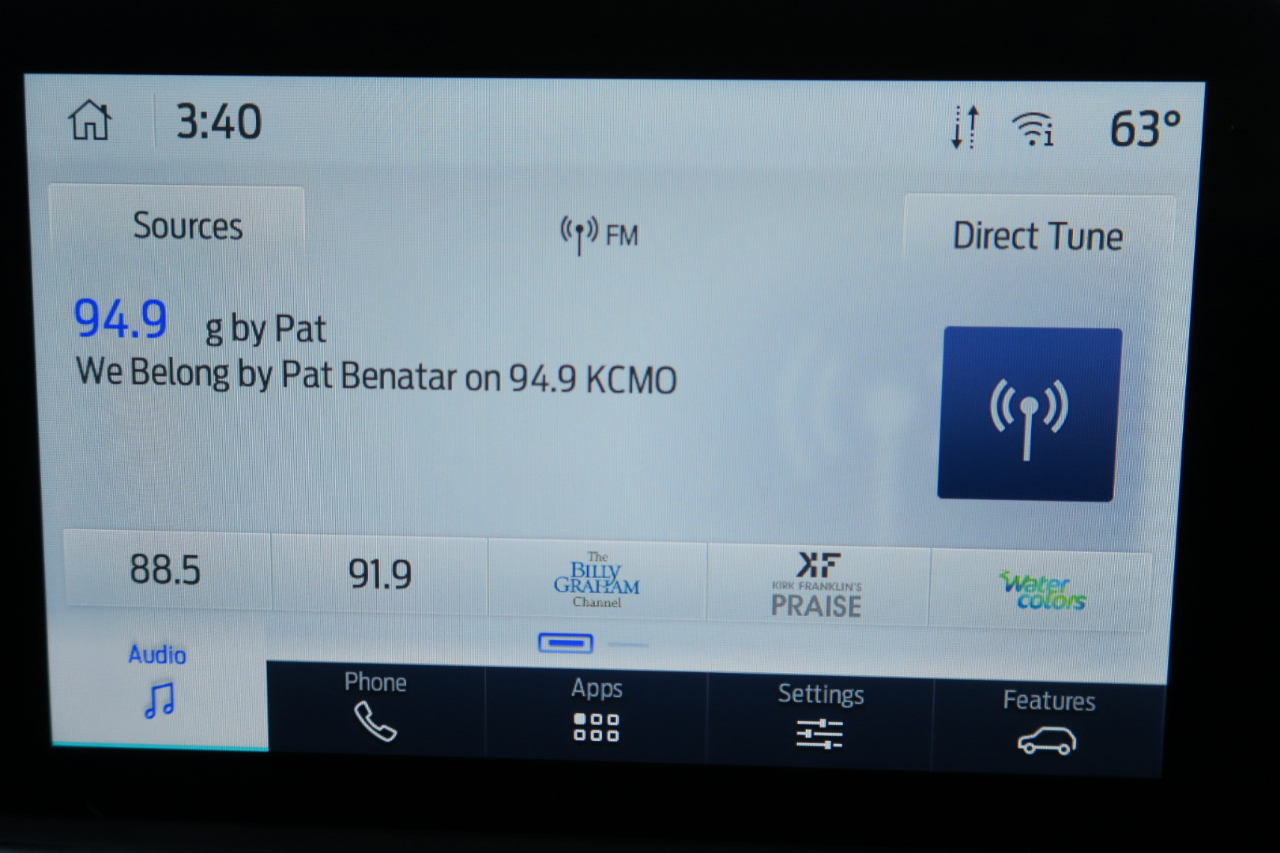 3:40
63°
Sources
FM
Direct Tune
94.9 g by Pat
We Belong by Pat Benatar on 94.9 KCMO
88.5
91.9
The
BILLY
GRAHAM
Channel
KF
KIRK FRANKLIN'S
PRAISE
Water
colors
Audio
Phone
Apps
Settings
Features